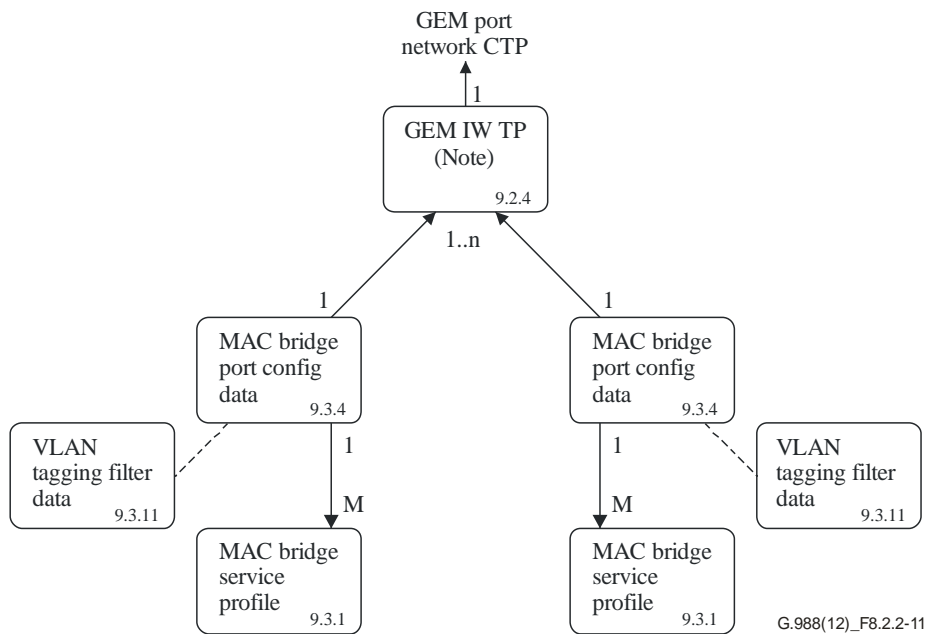 GEM port
network CTP
1
GEM IW TP
(Note)
9.2.4
1..n
1
1
MAC bridge
port config
data
9.3.4
MAC bridge
port config
data
9.3.4
VLAN
tagging filter
data
9.3.11
1
1
VLAN
tagging filter
data
9.3.11
M
M
MAC bridge
service
profile
9.3.1
MAC bridge
service
profile
9.3.1
G.988(12)_F8.2.2-11